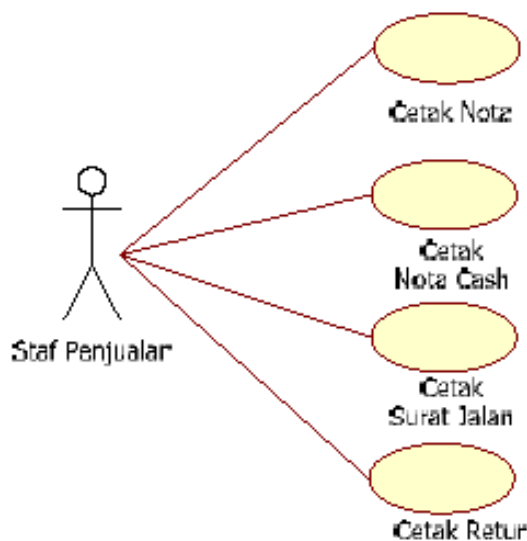 Cetak Nota
Cetak
Nota Cash
Staf Penjualan
Cetak
Surat Jalan
Cetak Retur